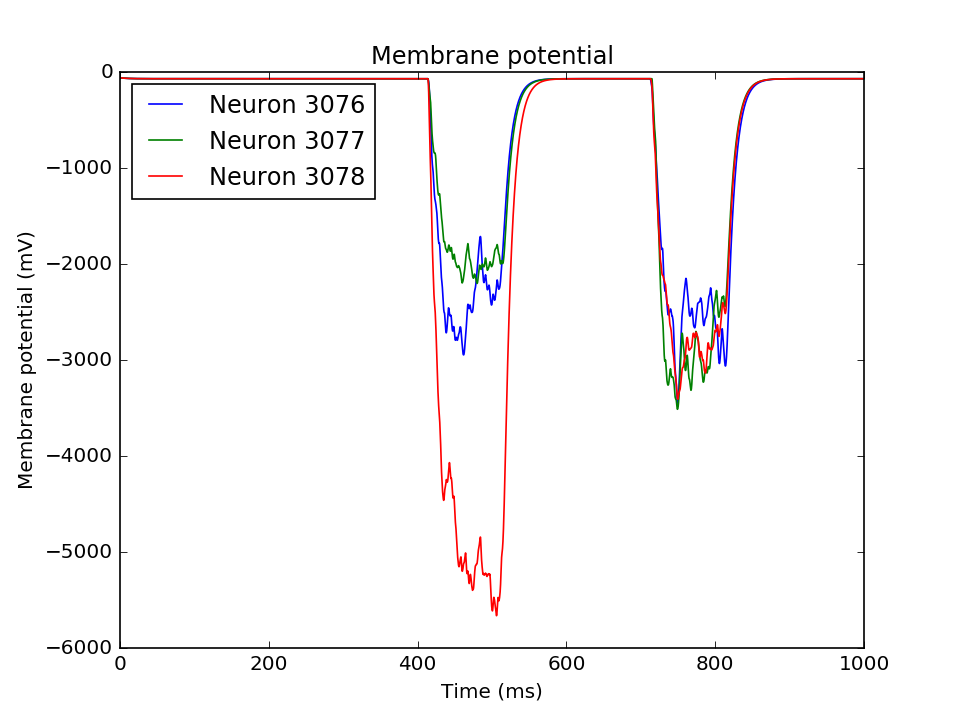 Membrane potential
Neuron 3076
Neuron 3077
Neuron 3078
0
−1000
−2000
−3000
−4000
−5000
−6000
Membrane potential (mV)
0 200 400 600 800 1000
Time (ms)